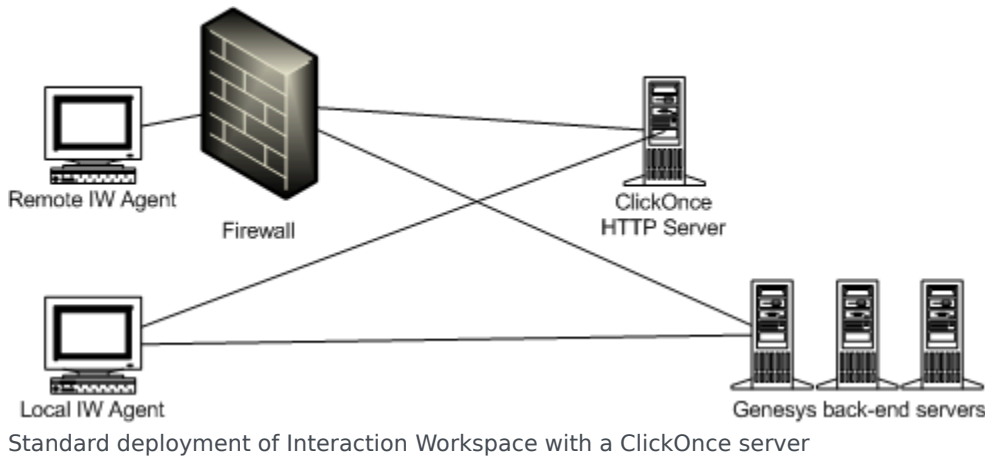 Remote IW Agent
Firewall
ClickOnce
HTTP Server
Local IW Agent
Genesys back-end servers
Standard deployment of Interaction Workspace with a ClickOnce server